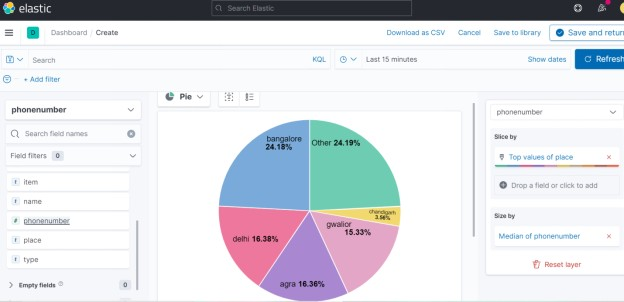 elastic
Search Elastic
D Dashboard / Create
Download as CSV Cancel Save to library Save and return
Search KQL
Last 15 minutes Show dates Refresh
+ Add filter
phonenumber
Search field names
Field filters 0
t item
t name
# phonenumber
t place
t type
Empty fields 0
Pie
bangalore
24.18%
Other 24.19%
chandigarh
3.56%
gwalior
15.33%
delhi 16.38%
agra 16.36%
phonenumber
Slice by
Top values of place
Drop a field or click to add
Size by
Median of phonenumber
Reset layer